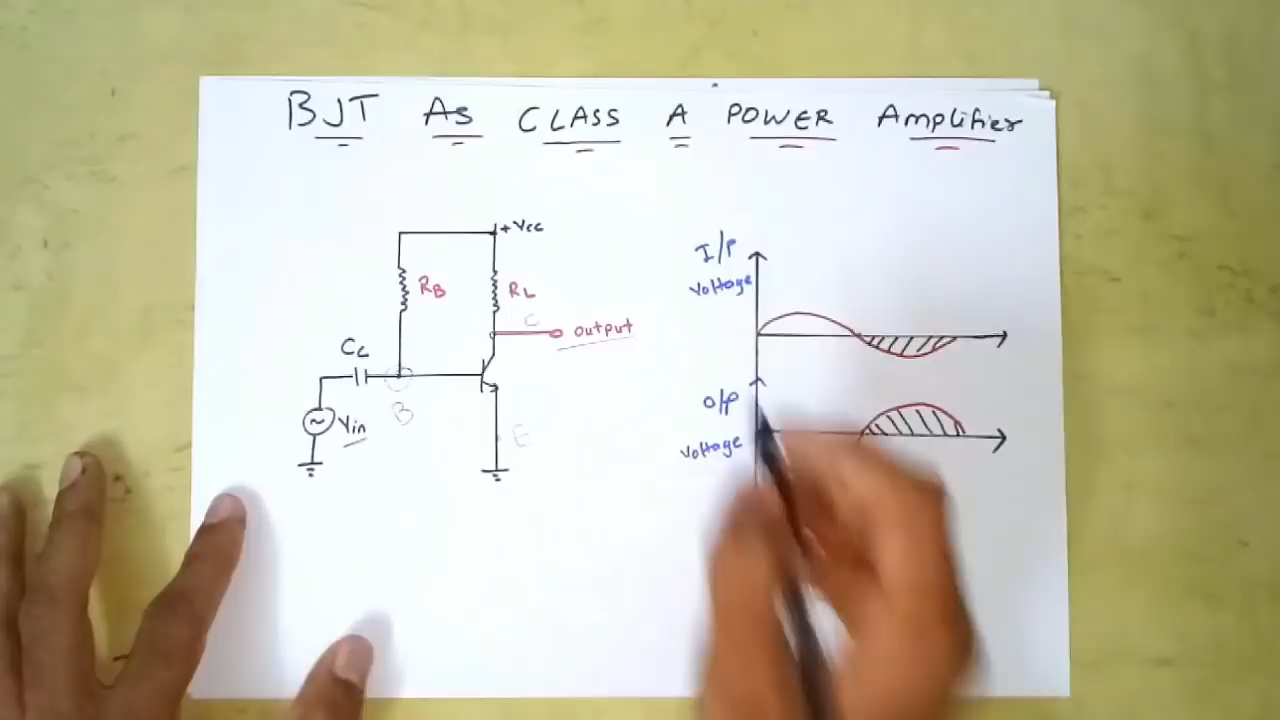 BJT As CLASS A POWER Amplifier
+Vcc
RB
RL
C
output
Cc
B
Vin
E
I/P
Voltage
O/P
Voltage